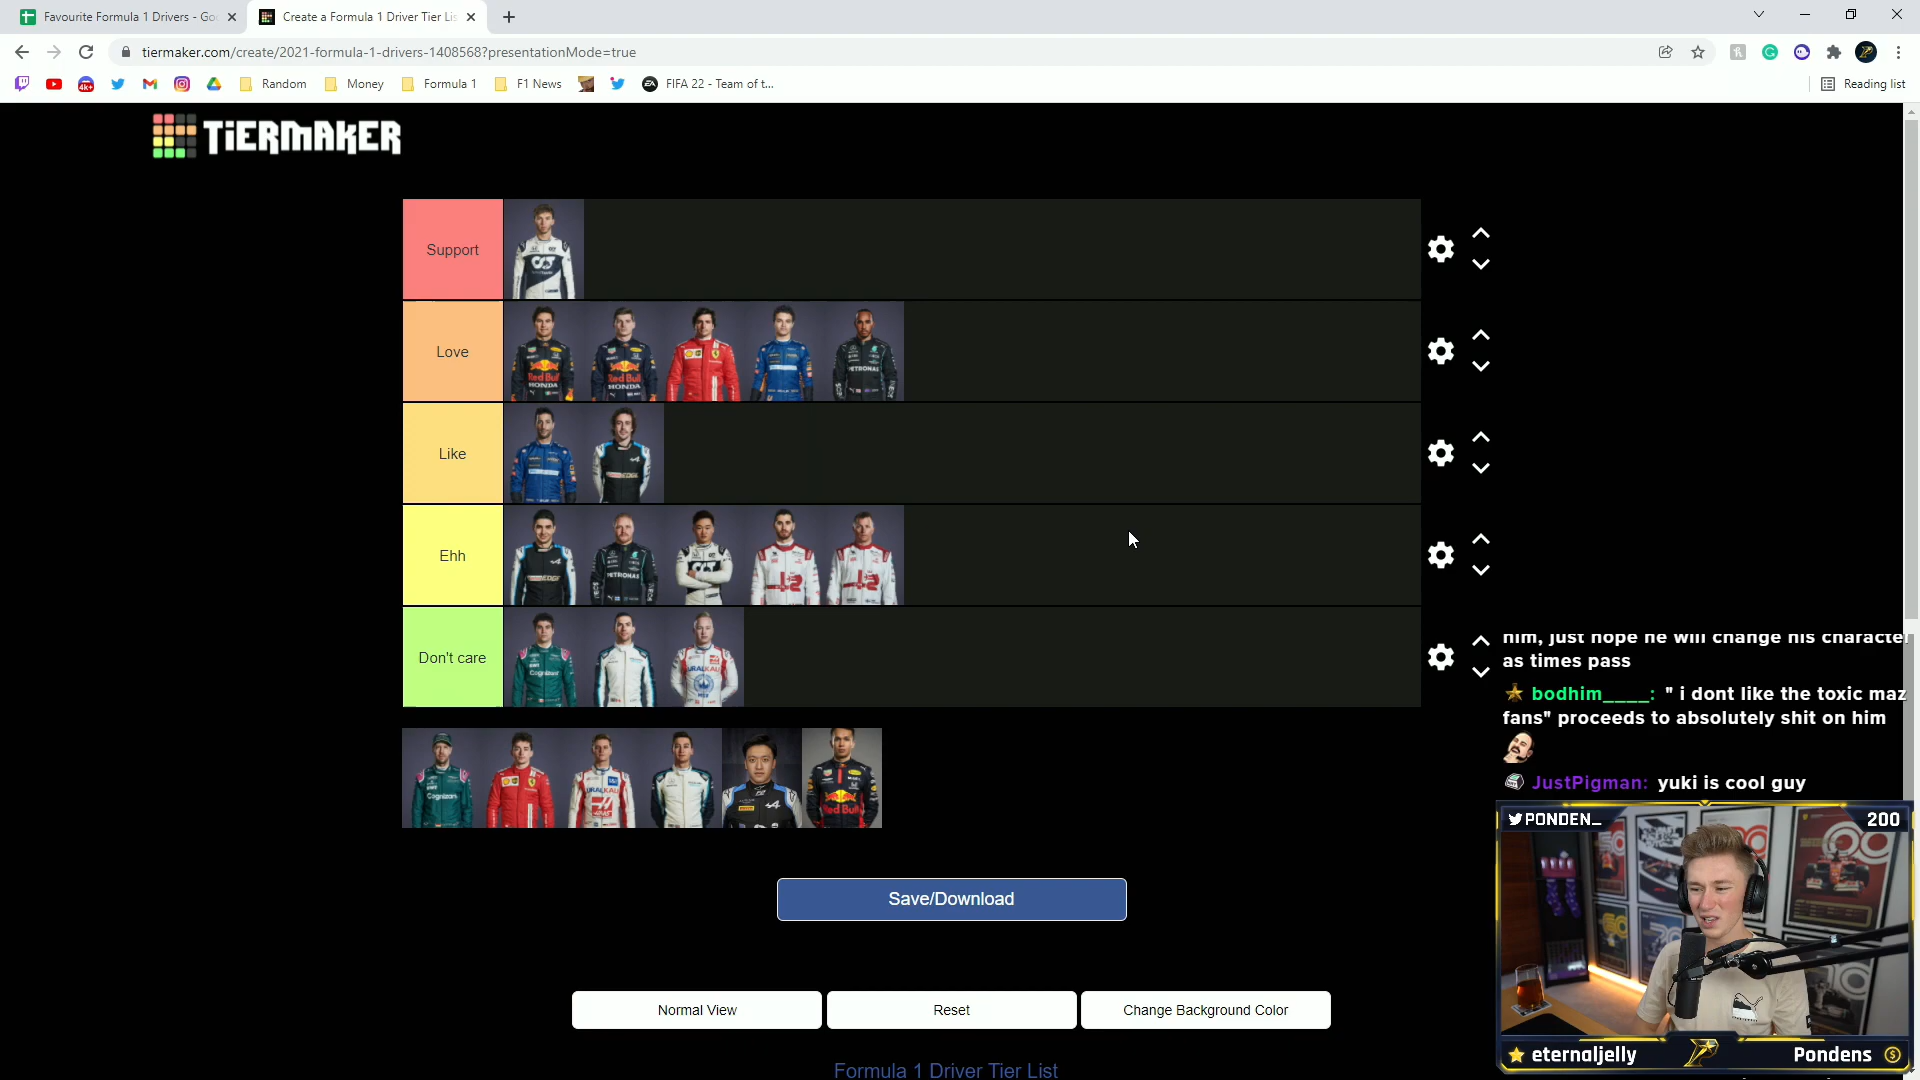 Favourite Formula 1 Drivers - Go
Create a Formula 1 Driver Tier Lis
tiermaker.com/create/2021-formula-1-drivers-1408568?presentationMode=true
4k+
Random
Money
Formula 1
F1 News
FIFA 22 - Team of t...
Reading list
TiERMAKER
Support
Love
Like
Ehh
Don't care
him, just hope he will change his character
as times pass
bodhim____: " i dont like the toxic maz
fans" proceeds to absolutely shit on him
JustPigman: yuki is cool guy
PONDEN_
200
eternaljelly
Pondens
Save/Download
Normal View
Reset
Change Background Color
Formula 1 Driver Tier List